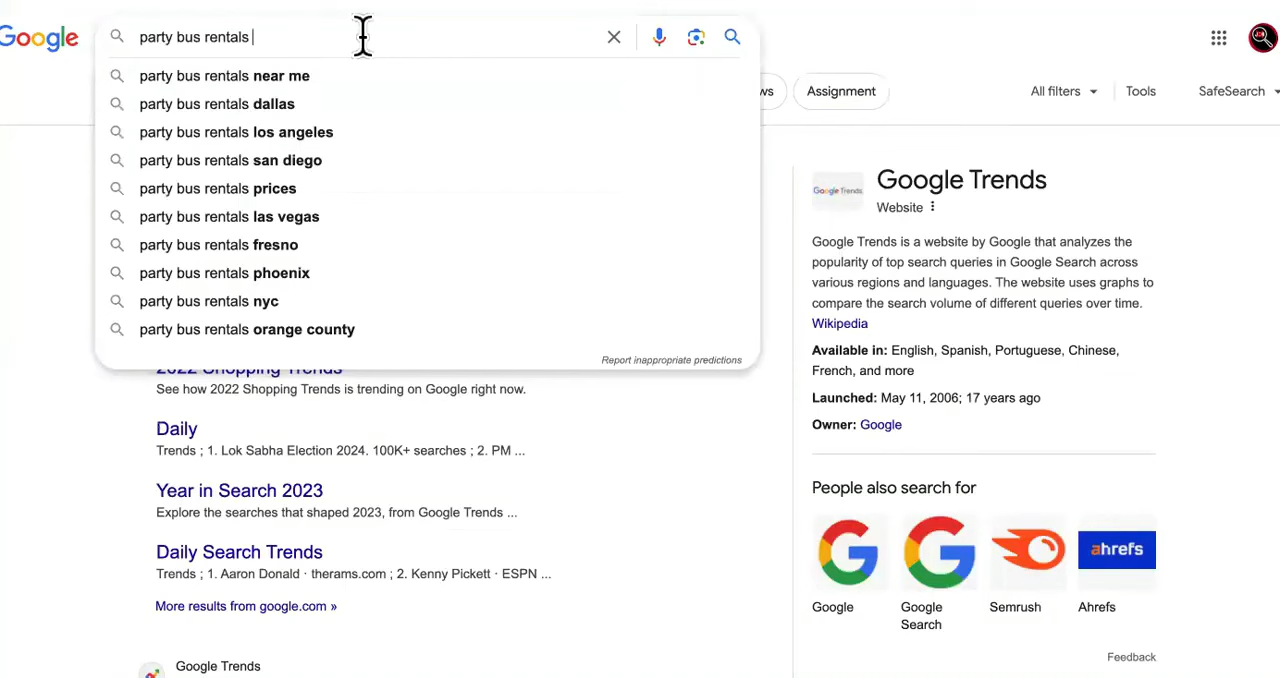 Google
party bus rentals
party bus rentals near me
party bus rentals dallas
party bus rentals los angeles
party bus rentals san diego
party bus rentals prices
party bus rentals las vegas
party bus rentals fresno
party bus rentals phoenix
party bus rentals nyc
party bus rentals orange county
Report inappropriate predictions
ws
Assignment
All filters
Tools
SafeSearch
2022 Shopping Trends
See how 2022 Shopping Trends is trending on Google right now.
Daily
Trends ; 1. Lok Sabha Election 2024. 100K+ searches ; 2. PM ...
Year in Search 2023
Explore the searches that shaped 2023, from Google Trends ...
Daily Search Trends
Trends ; 1. Aaron Donald · therams.com ; 2. Kenny Pickett · ESPN ...
More results from google.com »
Google Trends
Google Trends
Google Trends
Website
Google Trends is a website by Google that analyzes the
popularity of top search queries in Google Search across
various regions and languages. The website uses graphs to
compare the search volume of different queries over time.
Wikipedia
Available in: English, Spanish, Portuguese, Chinese,
French, and more
Launched: May 11, 2006; 17 years ago
Owner: Google
People also search for
ahrefs
Google
Google
Search
Semrush
Ahrefs
Feedback